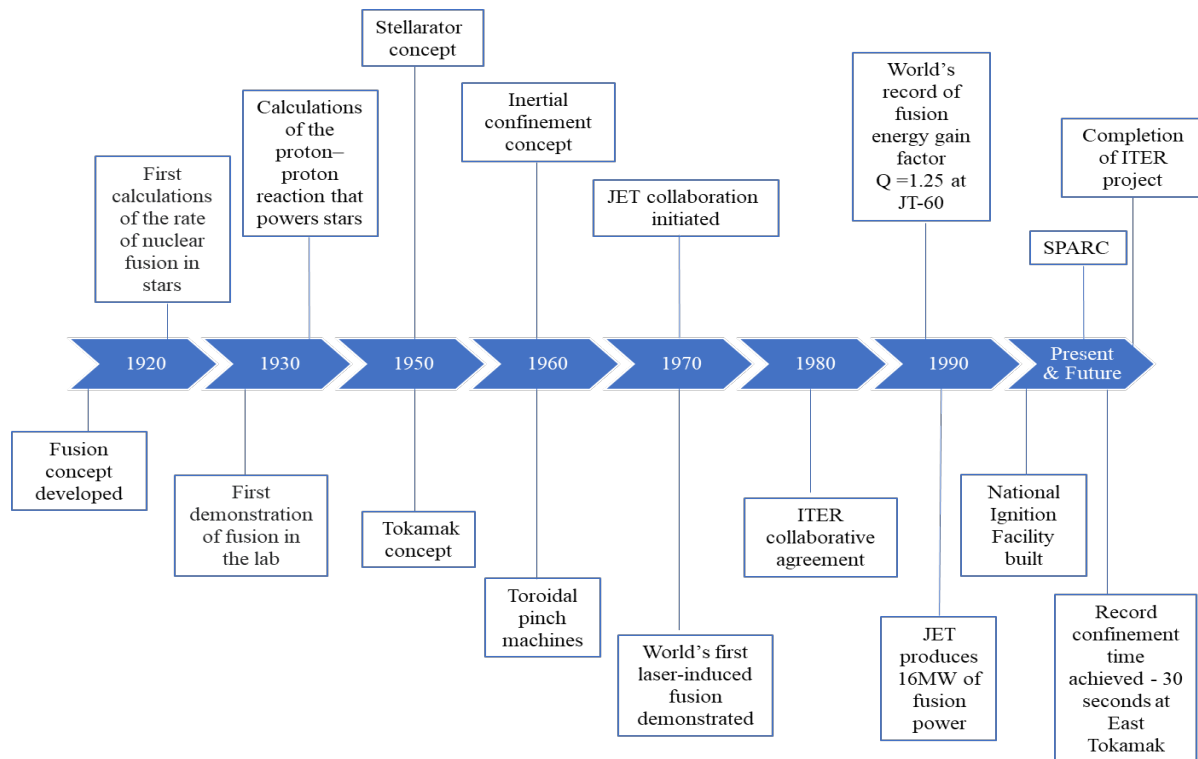 Stellarator
concept
Calculations
of the
proton–
proton
reaction that
powers stars
First
calculations
of the rate
of nuclear
fusion in
stars
Inertial
confinement
concept
JET collaboration
initiated
World’s
record of
fusion
energy gain
factor
Q =1.25 at
JT-60
Completion
of ITER
project
SPARC
1920
1930
1950
1960
1970
1980
1990
Present
& Future
Fusion
concept
developed
First
demonstration
of fusion in
the lab
Tokamak
concept
Toroidal
pinch
machines
World’s first
laser-induced
fusion
demonstrated
ITER
collaborative
agreement
JET
produces
16MW of
fusion
power
National
Ignition
Facility
built
Record
confinement
time
achieved - 30
seconds at
East
Tokamak